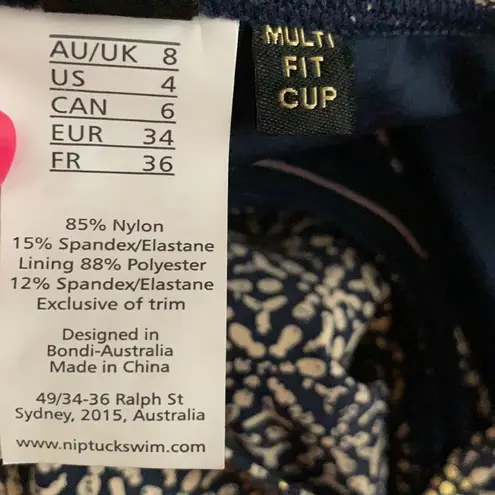 AU/UK 8
US 4
CAN 6
EUR 34
FR 36
85% Nylon
15% Spandex/Elastane
Lining 88% Polyester
12% Spandex/Elastane
Exclusive of trim
Designed in
Bondi-Australia
Made in China
49/34-36 Ralph St
Sydney, 2015, Australia
www.niptuckswim.com
MULTI
FIT
CUP